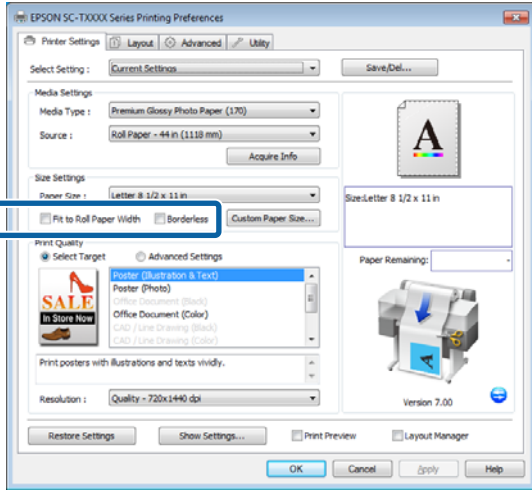 EPSON SC-TXXXX Series Printing Preferences
Printer Settings Layout Advanced Utility
Select Setting : Current Settings Save/Del...
Media Settings
Media Type : Premium Glossy Photo Paper (170)
Source : Roll Paper - 44 in (1118 mm)
Acquire Info
A
Size Settings
Paper Size : Letter 8 1/2 x 11 in
Size:Letter 8 1/2 x 11 in
Fit to Roll Paper Width Borderless Custom Paper Size...
Print Quality
Select Target Advanced Settings
Paper Remaining: -
SALE
In Store Now
Poster (Illustration & Text)
Poster (Photo)
Office Document (Black)
Office Document (Color)
CAD / Line Drawing (Black)
CAD / Line Drawing (Color)
A
Print posters with illustrations and texts vividly.
Resolution : Quality - 720x1440 dpi
Version 7.00
Restore Settings Show Settings... Print Preview Layout Manager
OK Cancel Apply Help